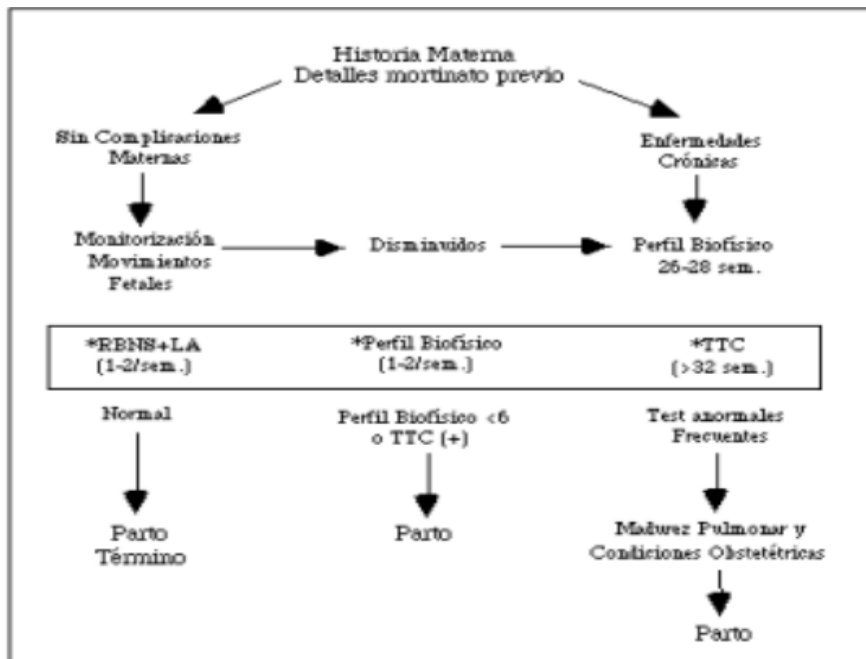 Historia Materna
Detalles mortinato previo
Sin Complicaciones
Maternas
Enfermedades
Crónicas
Monitorización
Movimientos
Fetales
Disminuidos
Perfil Biofísico
26-28 sem.
*RBNS+LA
(1-2/sem.)
*Perfil Biofísico
(1-2/sem.)
*TTC
(>32 sem.)
Normal
Perfil Biofísico <6
o TTC (+)
Test anormales
Frecuentes
Parto
Término
Parto
Madurez Pulmonar y
Condiciones Obstetétricas
Parto